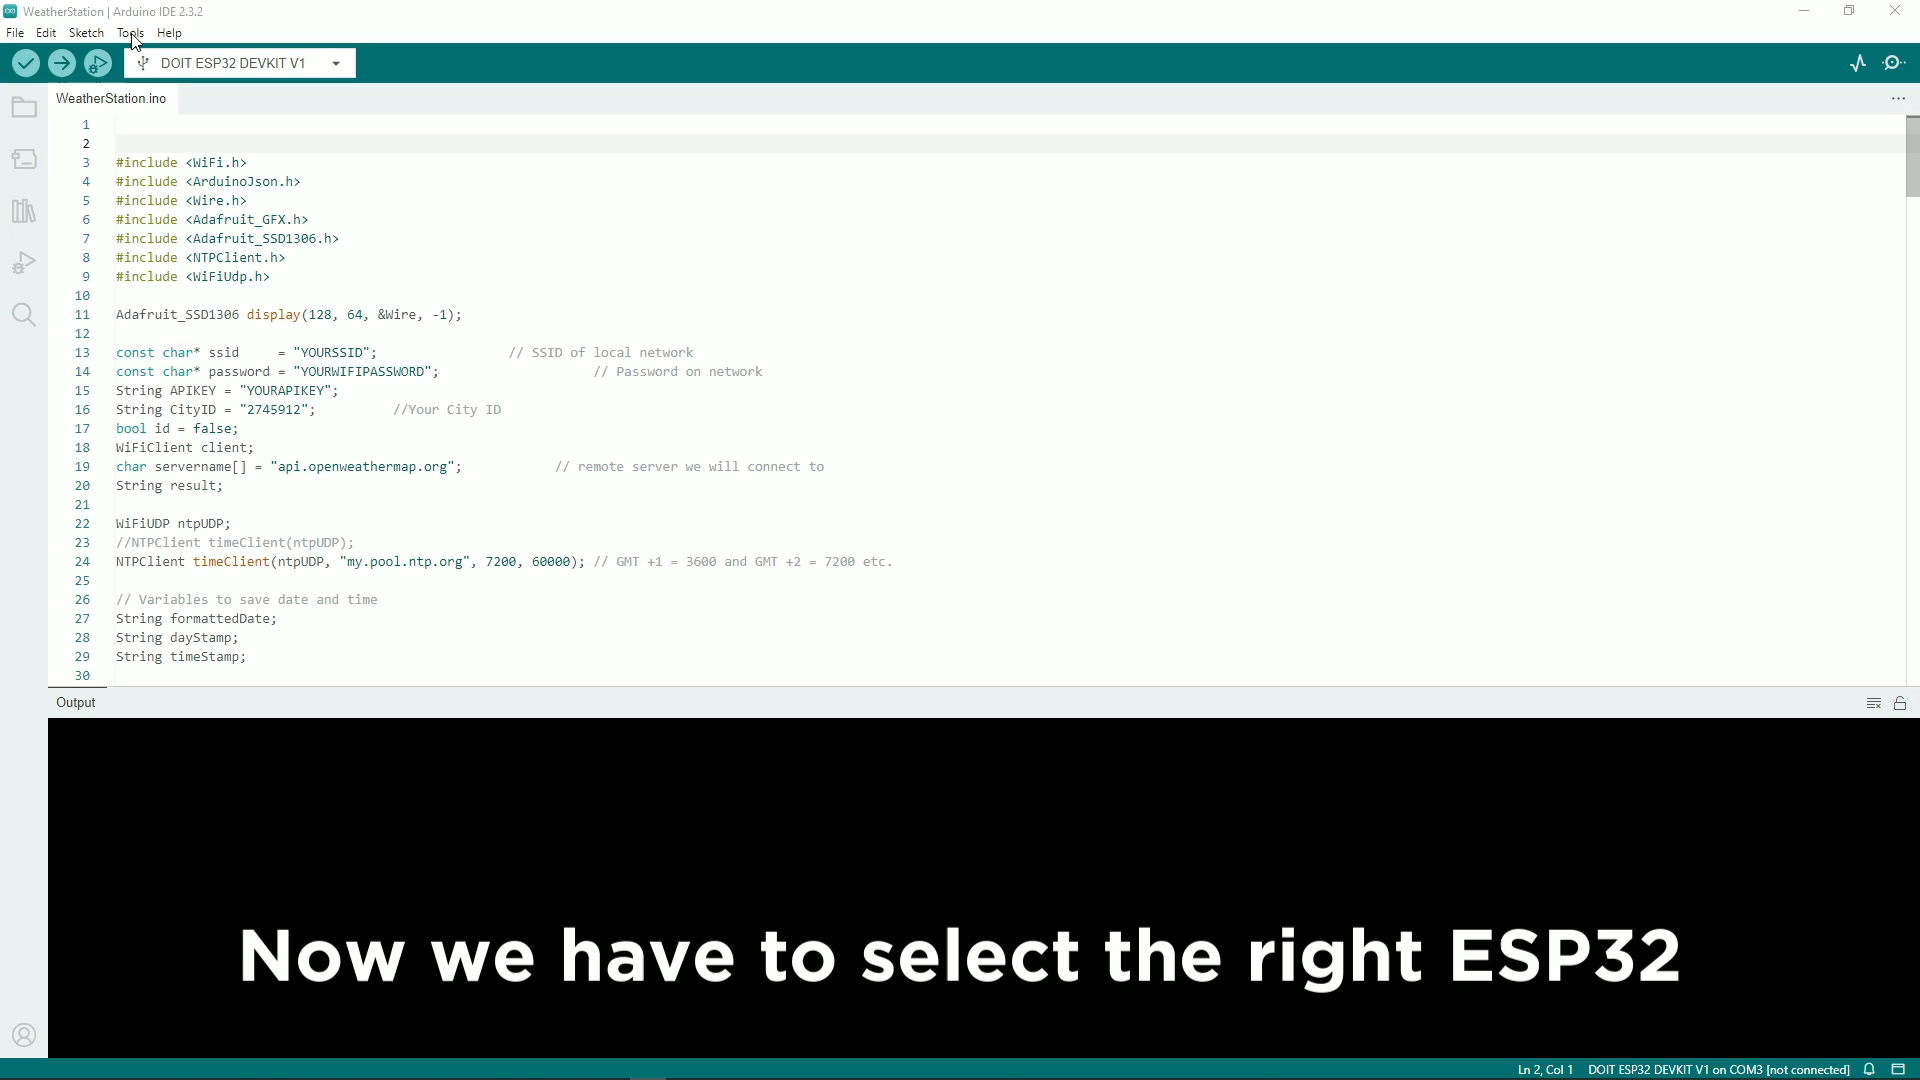 WeatherStation | Arduino IDE 2.3.2
File Edit Sketch Tools Help
DOIT ESP32 DEVKIT V1
WeatherStation.ino
1
2
3 #include <WiFi.h>
4 #include <ArduinoJson.h>
5 #include <Wire.h>
6 #include <Adafruit_GFX.h>
7 #include <Adafruit_SSD1306.h>
8 #include <NTPClient.h>
9 #include <WiFiUdp.h>
10
11 Adafruit_SSD1306 display(128, 64, &Wire, -1);
12
13 const char* ssid = "YOURSSID"; // SSID of local network
14 const char* password = "YOURWIFIPASSWORD"; // Password on network
15 String APIKEY = "YOURAPIKEY";
16 String CityID = "2745912"; //Your City ID
17 bool id = false;
18 WiFiClient client;
19 char servername[] = "api.openweathermap.org"; // remote server we will connect to
20 String result;
21
22 WiFiUDP ntpUDP;
23 //NTPClient timeClient(ntpUDP);
24 NTPClient timeClient(ntpUDP, "my.pool.ntp.org", 7200, 60000); // GMT +1 = 3600 and GMT +2 = 7200 etc.
25
26 // Variables to save date and time
27 String formattedDate;
28 String dayStamp;
29 String timeStamp;
30
Output
Now we have to select the right ESP32
Ln 2, Col 1 DOIT ESP32 DEVKIT V1 on COM3 [not connected]